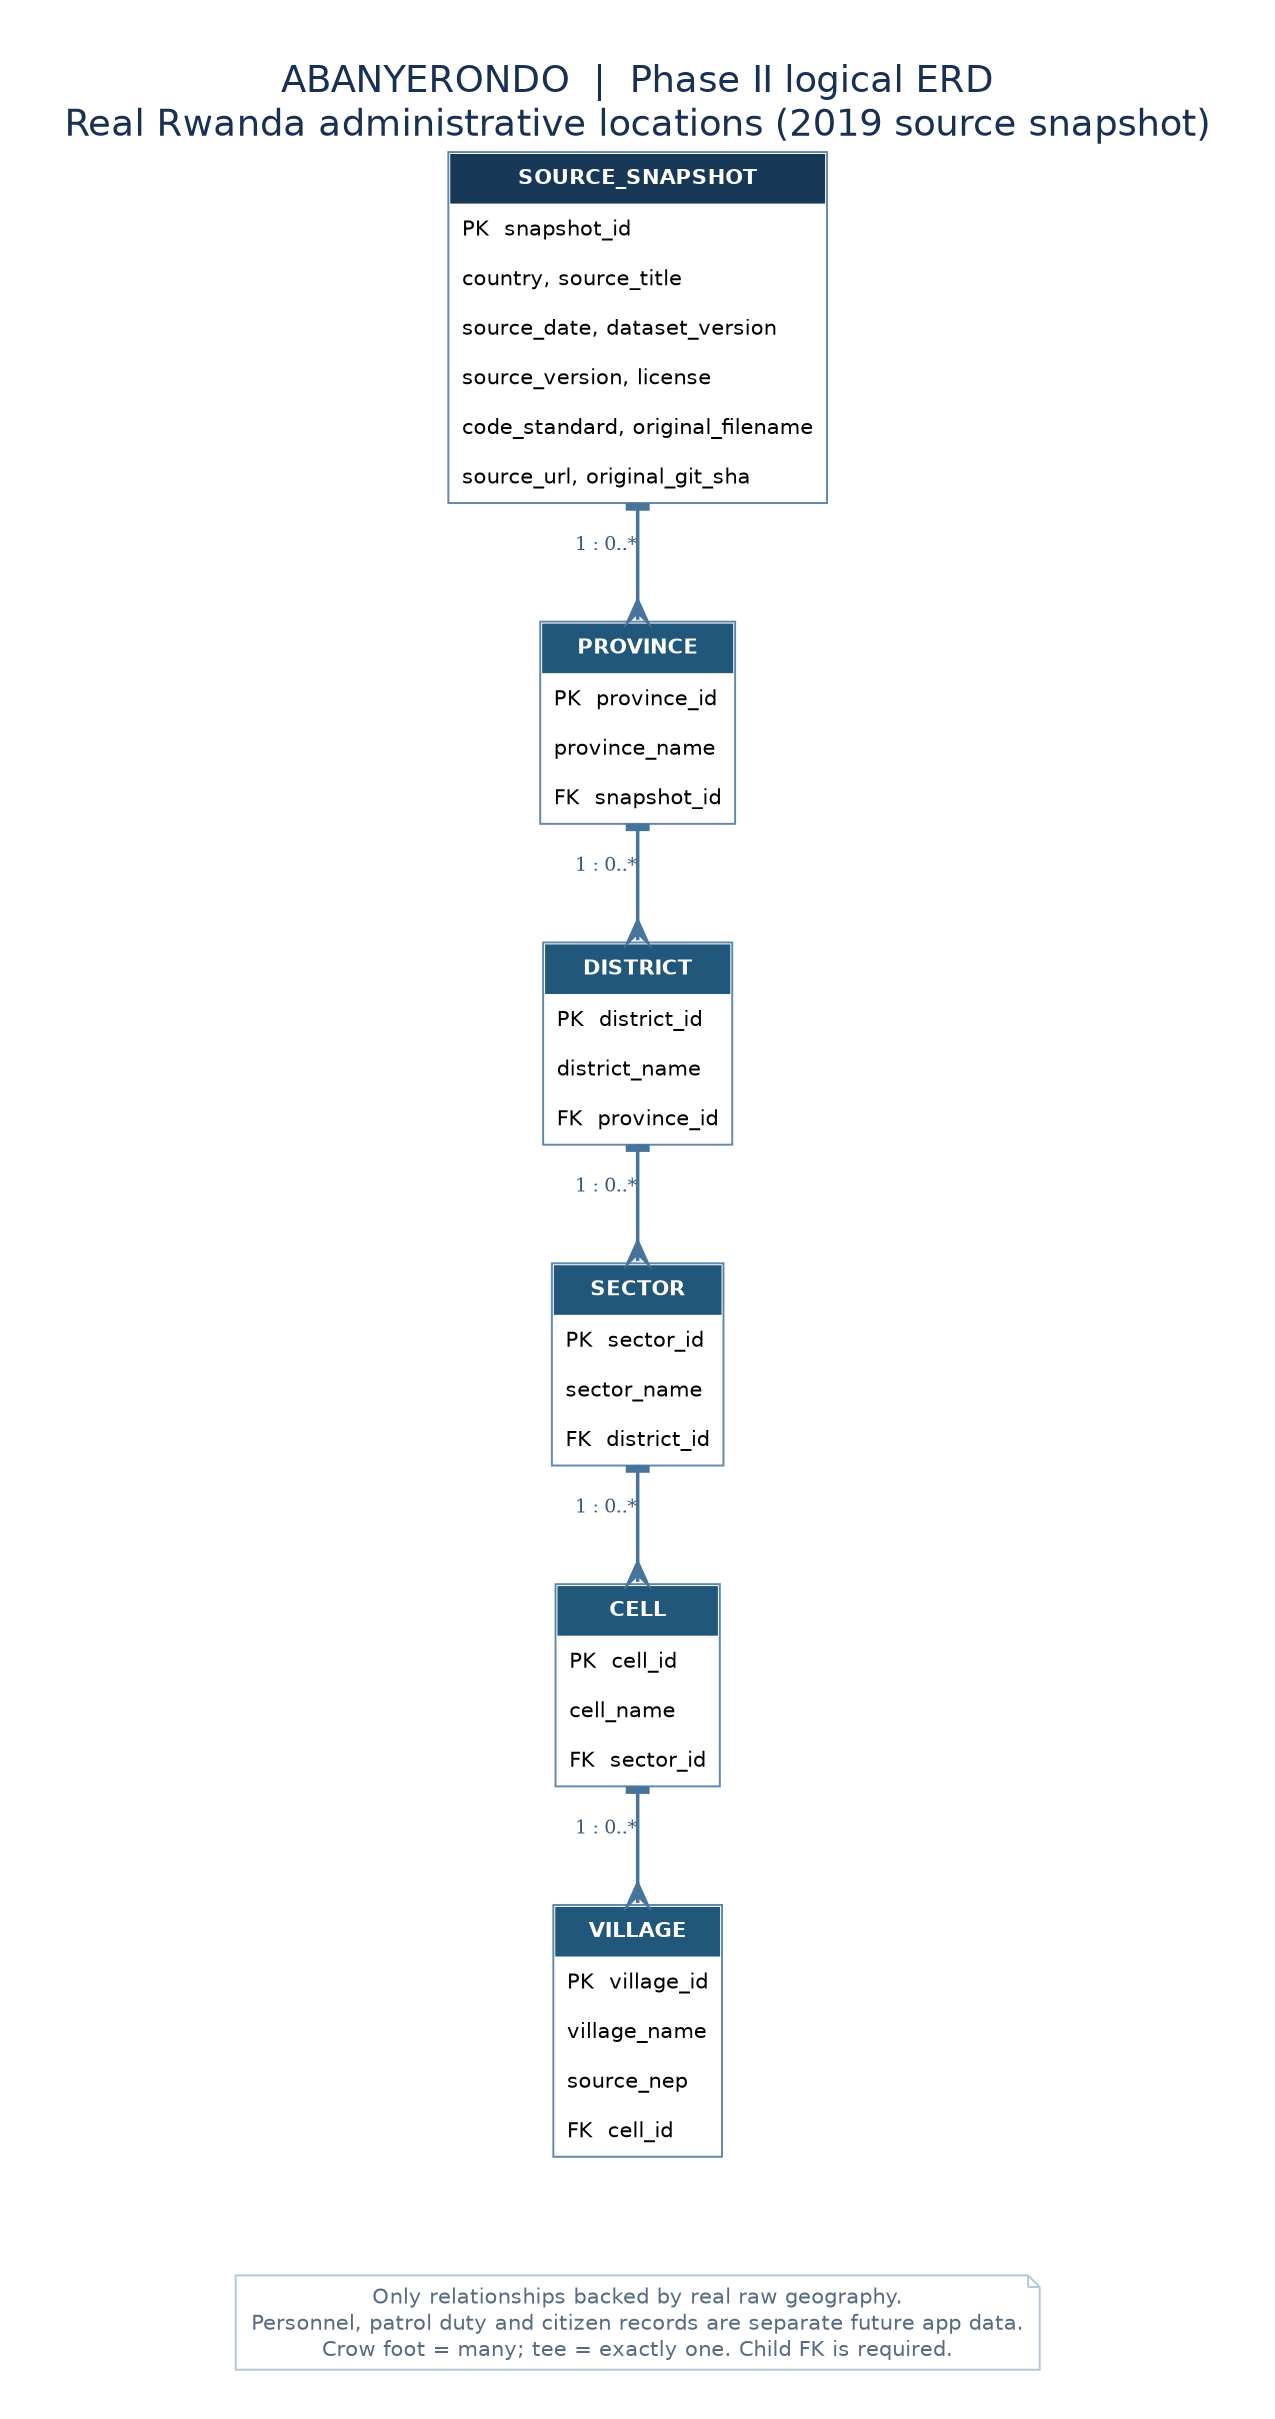 ABANYERONDO  |  Phase II logical ERD
Real Rwanda administrative locations (2019 source snapshot)
SOURCE_SNAPSHOT
PK  snapshot_id
country, source_title
source_date, dataset_version
source_version, license
code_standard, original_filename
source_url, original_git_sha
1 : 0..*
PROVINCE
PK  province_id
province_name
FK  snapshot_id
1 : 0..*
DISTRICT
PK  district_id
district_name
FK  province_id
1 : 0..*
SECTOR
PK  sector_id
sector_name
FK  district_id
1 : 0..*
CELL
PK  cell_id
cell_name
FK  sector_id
1 : 0..*
VILLAGE
PK  village_id
village_name
source_nep
FK  cell_id
Only relationships backed by real raw geography.
Personnel, patrol duty and citizen records are separate future app data.
Crow foot = many; tee = exactly one. Child FK is required.